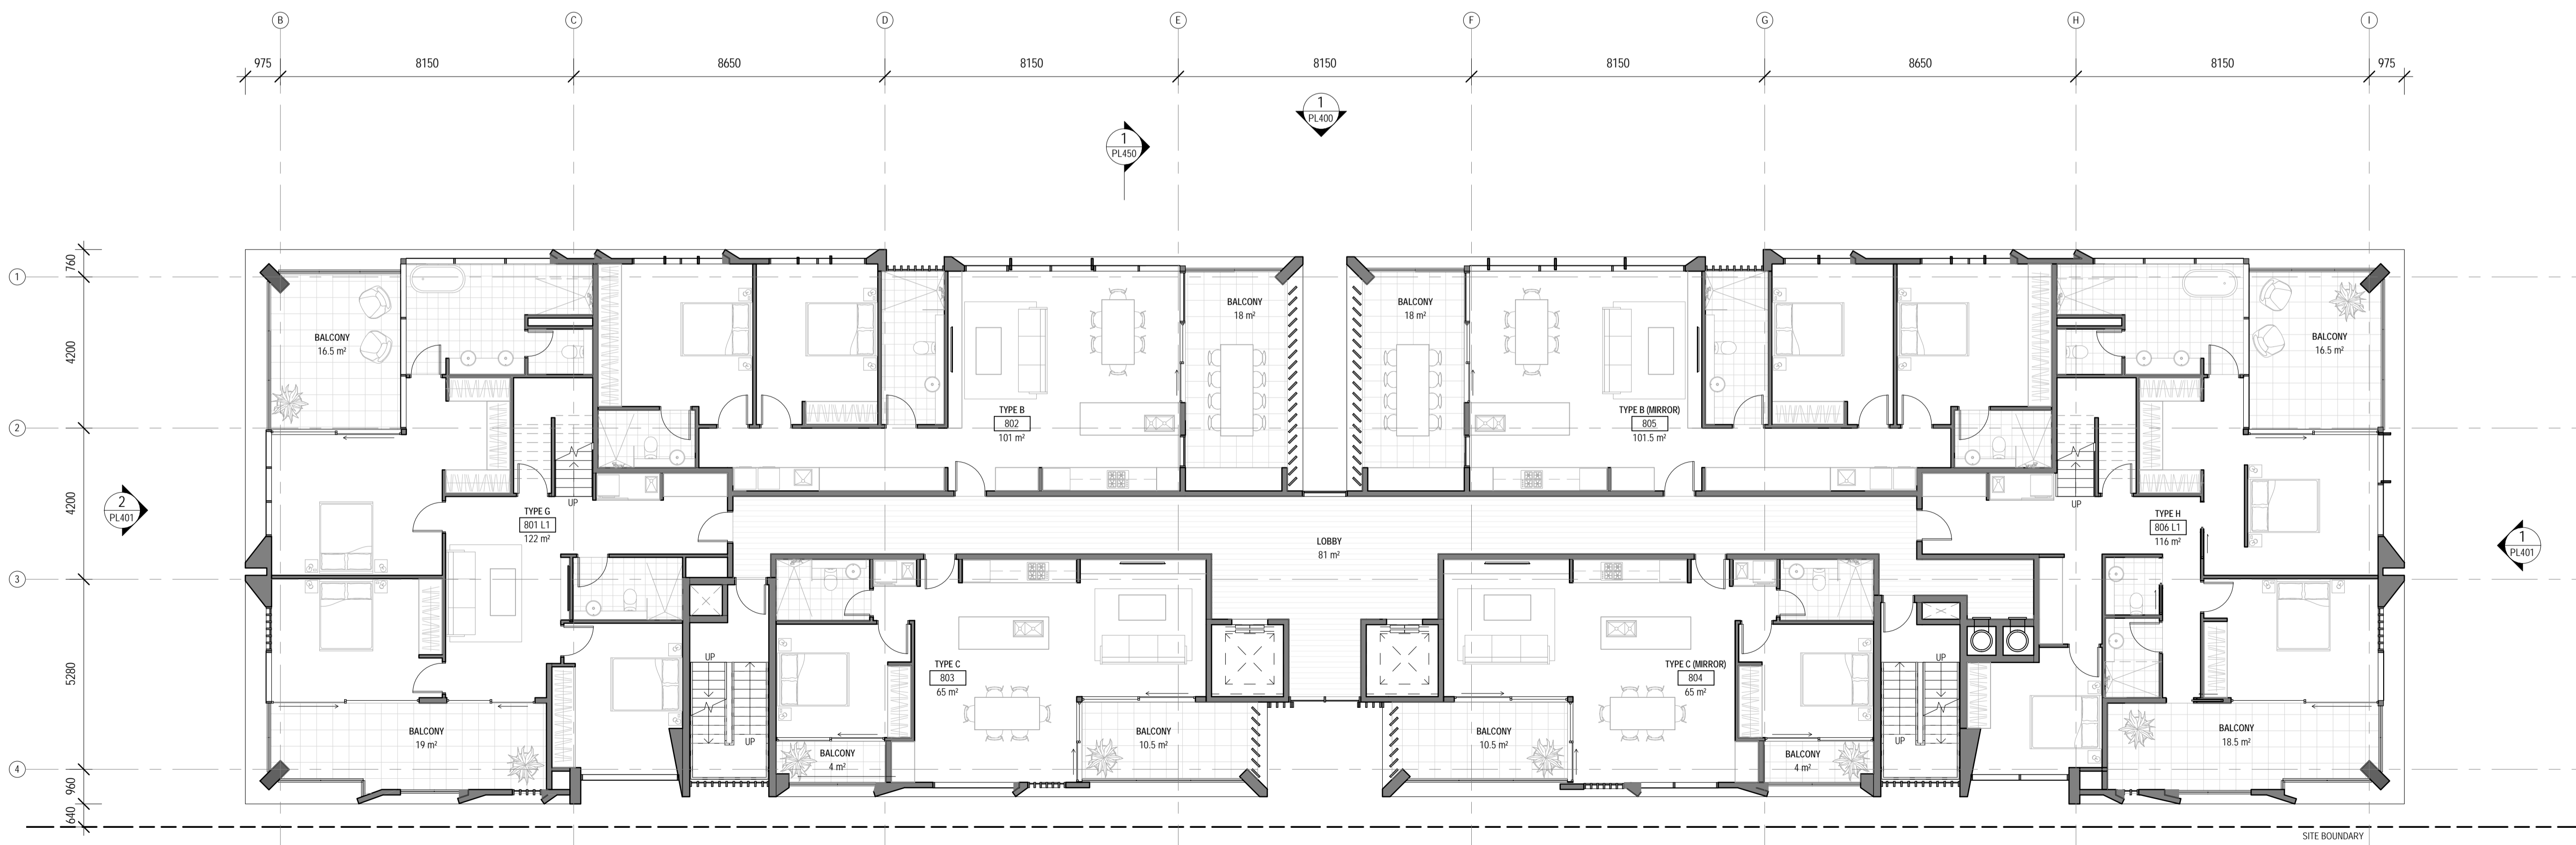 B C D E F G H I
975 8150 8650 8150 8150 8150 8650 8150 975
1
PL400
1
PL450
760
1
BALCONY
18 m²
BALCONY
18 m²
BALCONY
16.5 m²
BALCONY
16.5 m²
4200
TYPE B
802
101 m²
TYPE B (MIRROR)
805
101.5 m²
2
4200
2
PL401
UP
UP
TYPE G
801 L1
122 m²
TYPE H
806 L1
116 m²
LOBBY
81 m²
1
PL401
3
5280
UP
UP
TYPE C
803
65 m²
TYPE C (MIRROR)
804
65 m²
BALCONY
19 m²
UP
BALCONY
4 m²
BALCONY
10.5 m²
BALCONY
10.5 m²
BALCONY
4 m²
UP
BALCONY
18.5 m²
4
960
640
SITE BOUNDARY